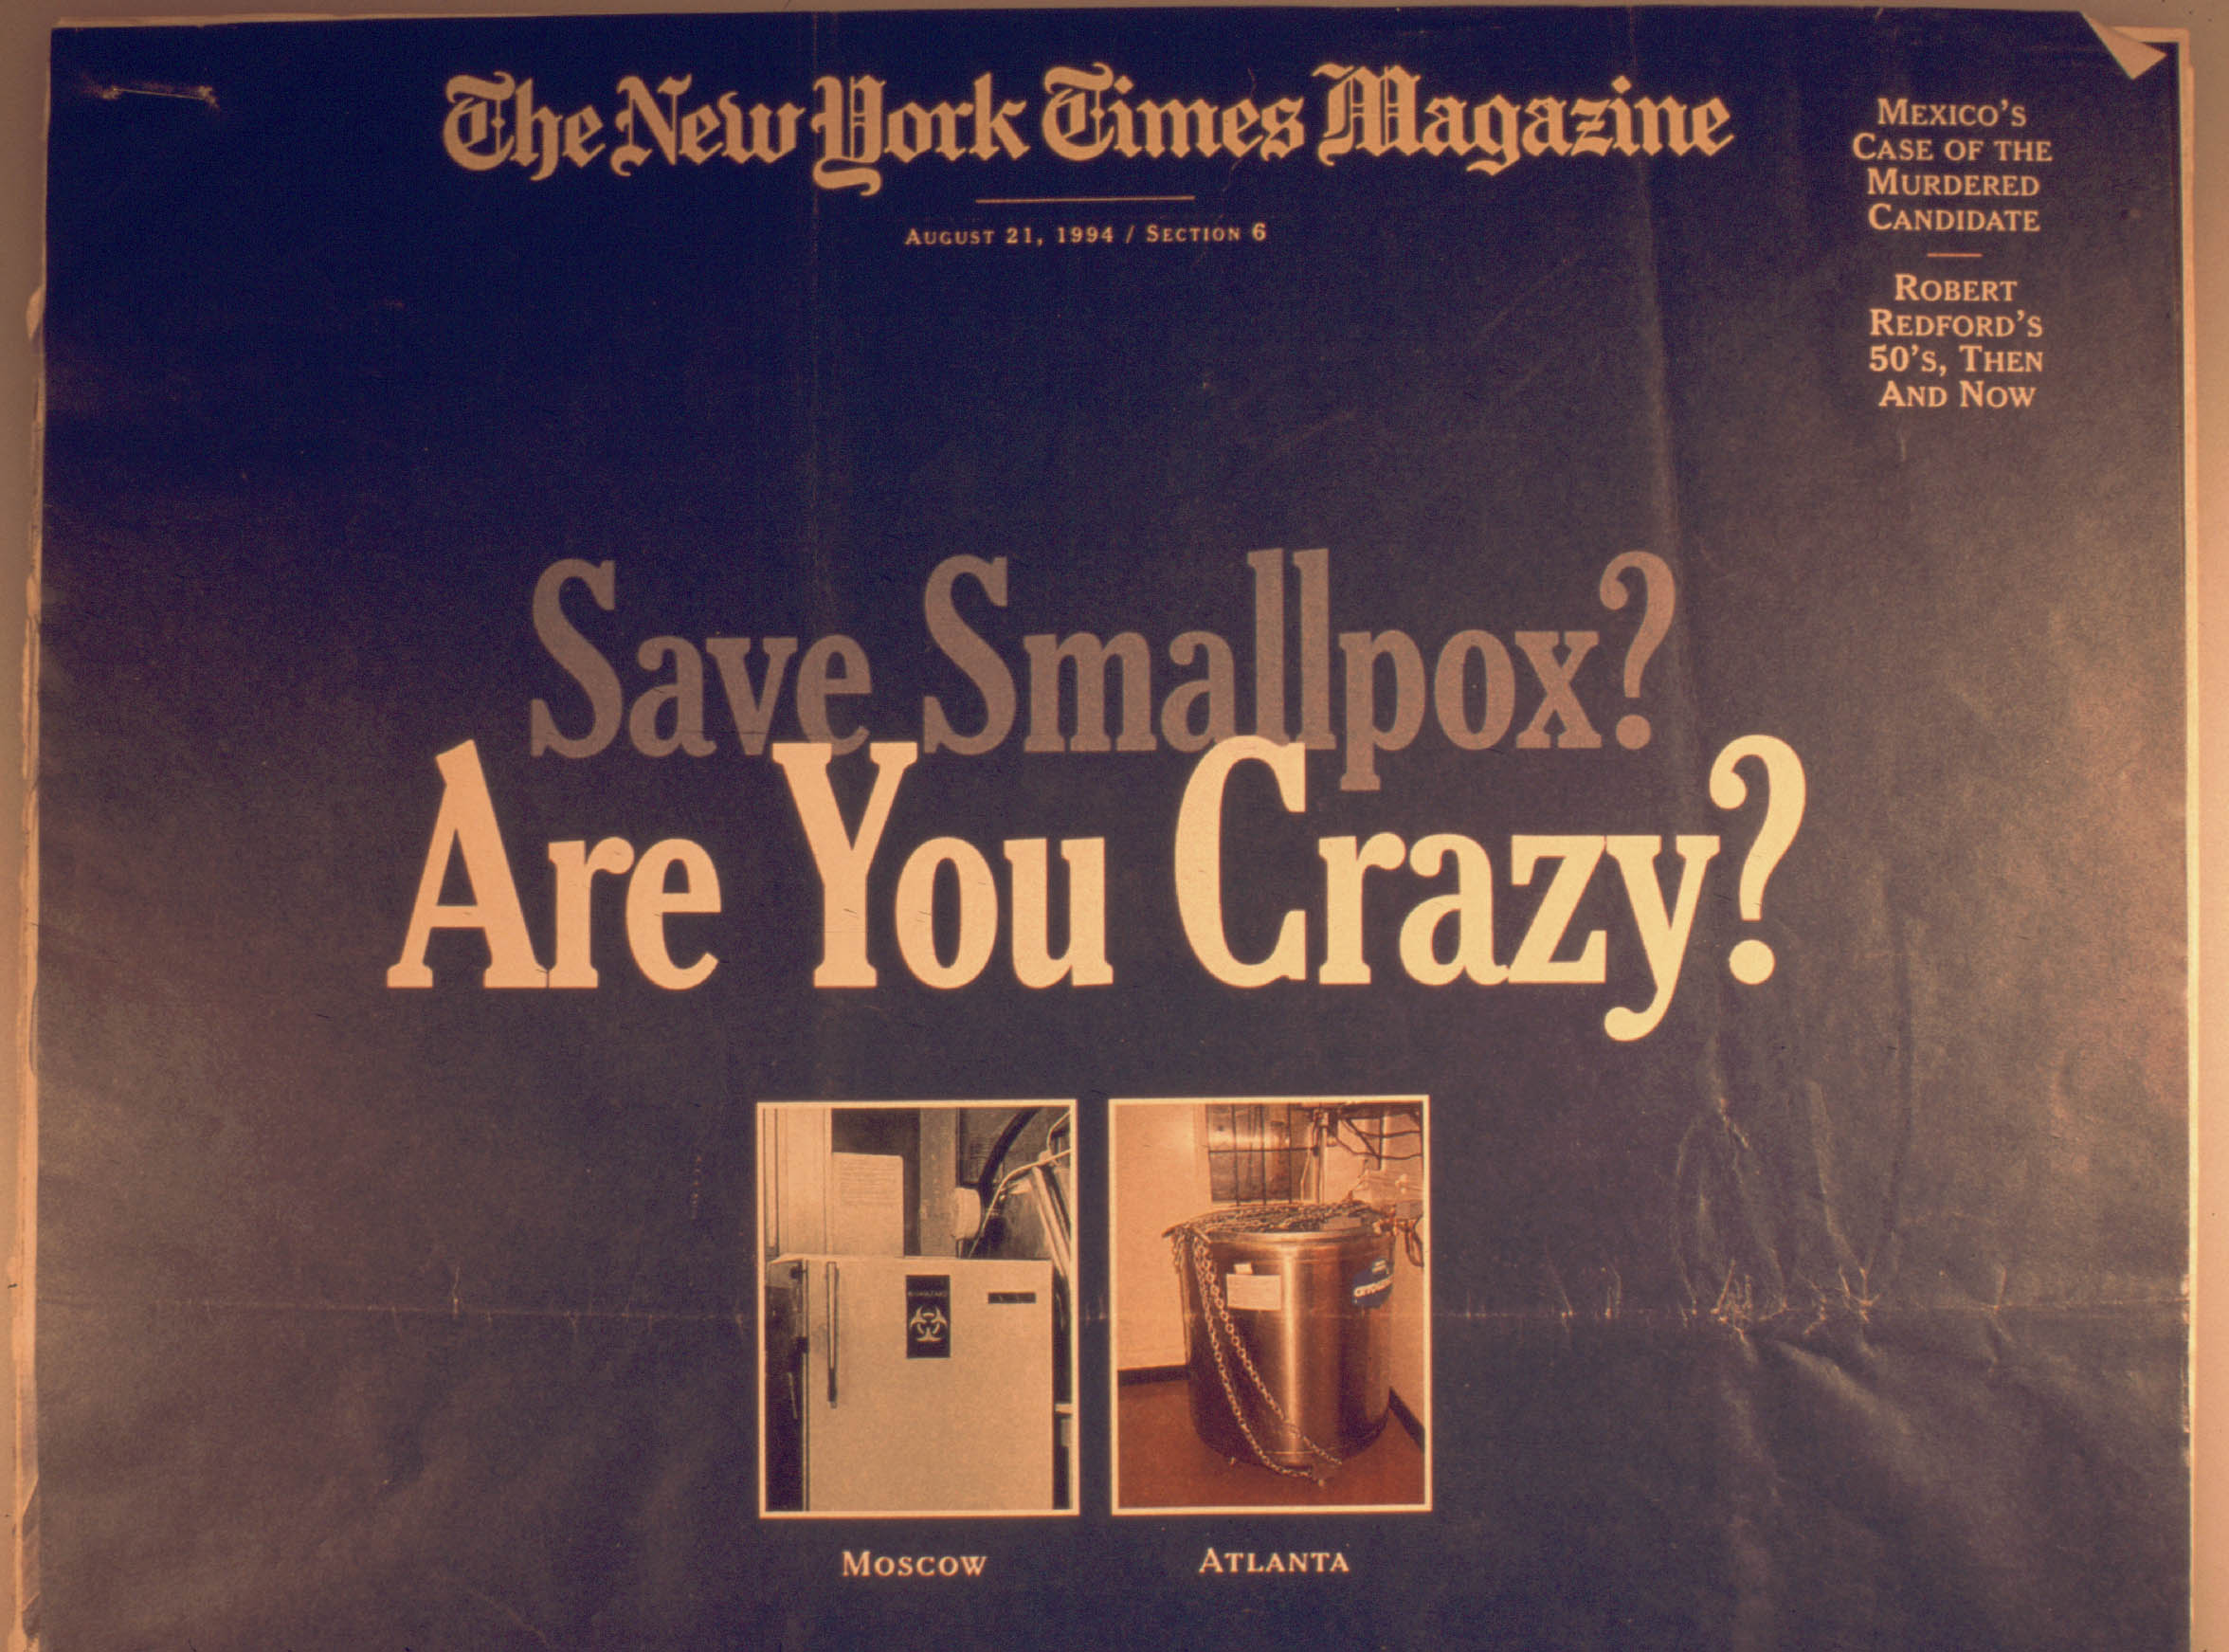 The New York Times Magazine
August 21, 1994 / Section 6
Mexico's
Case of the
Murdered
Candidate
Robert
Redford's
50's, Then
And Now
Save Smallpox?
Are You Crazy?
Moscow
Atlanta